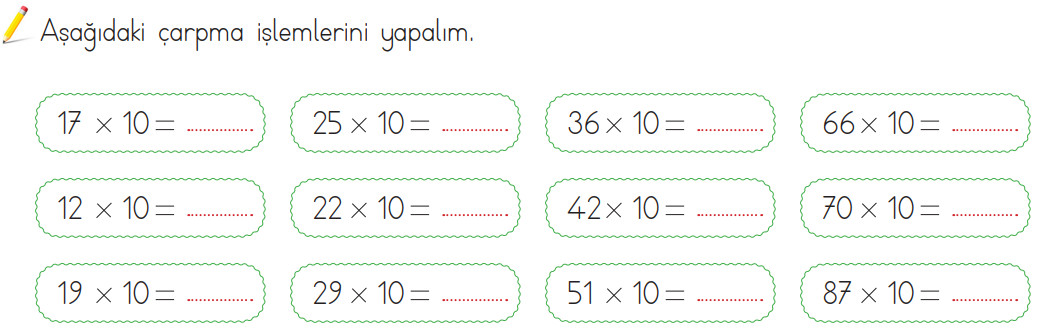 Aşağıdaki çarpma işlemlerini yapalım.
17 × 10 = .............. 25 × 10 = .............. 36 × 10 = .............. 66 × 10 = ..............
12 × 10 = .............. 22 × 10 = .............. 42 × 10 = .............. 70 × 10 = ..............
19 × 10 = .............. 29 × 10 = .............. 51 × 10 = .............. 87 × 10 = ..............